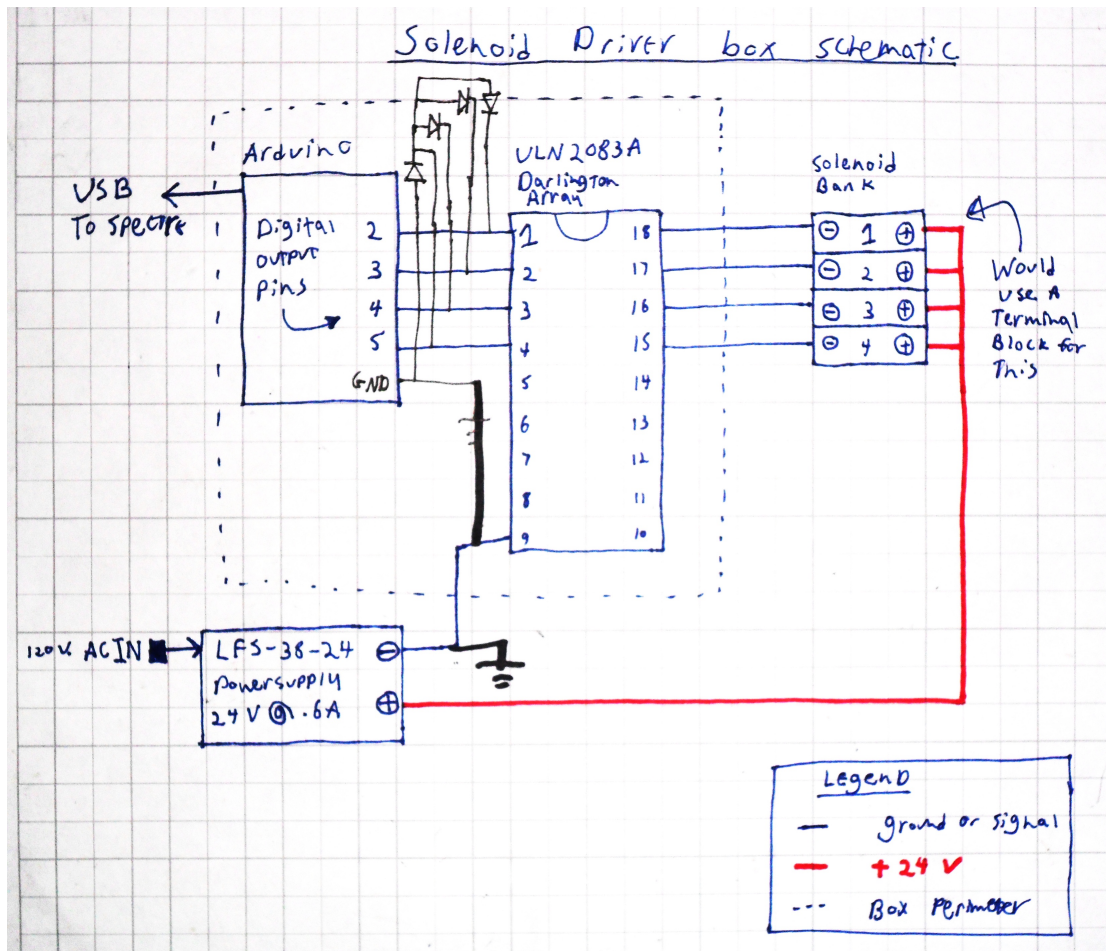 Solenoid Driver box schematic
Arduino
USB
To spectre
Digital
output
pins
2
3
4
5
GND
ULN2083A
Darlington
Array
1
2
3
4
5
6
7
8
9
18
17
16
15
14
13
12
11
10
Solenoid
Bank
⊖ 1 ⊕
⊖ 2 ⊕
⊖ 3 ⊕
⊖ 4 ⊕
Would
use A
Terminal
Block for
This
120V AC IN
LFS-38-24 ⊖
Powersupply
24V @ .6A ⊕
Legend
ground or signal
+24 V
Box Perimeter